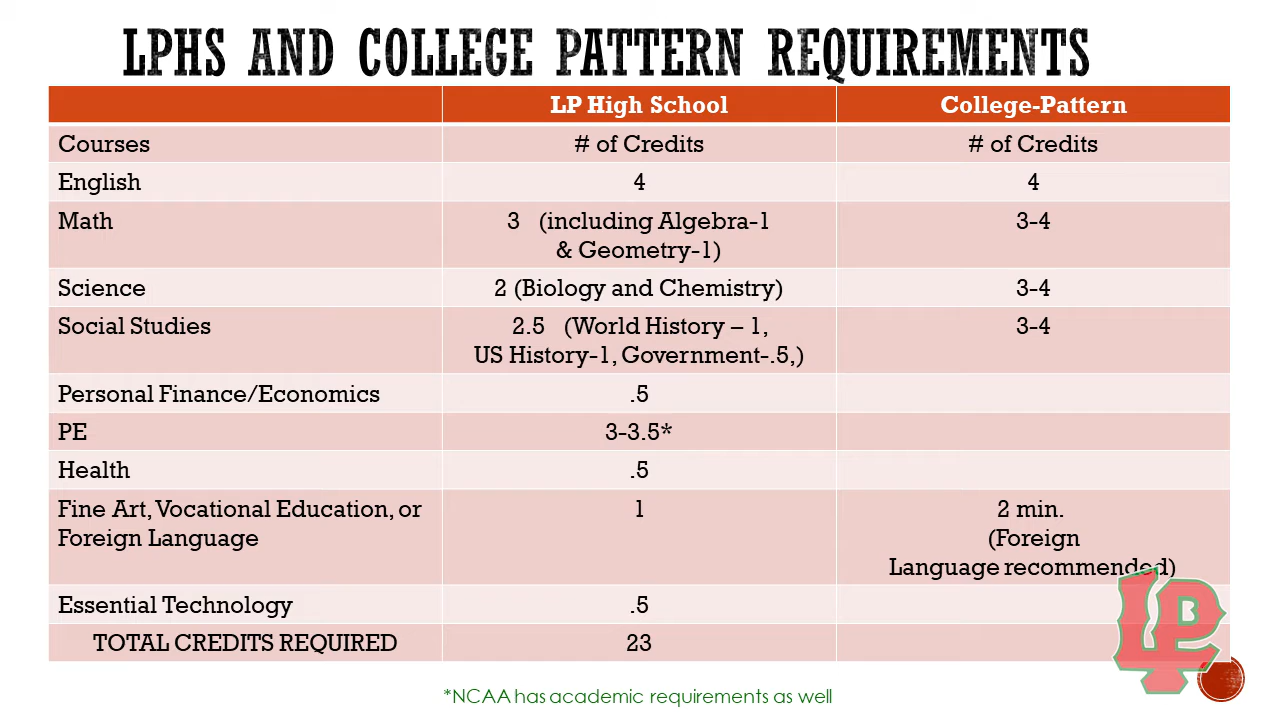 LPHS AND COLLEGE PATTERN REQUIREMENTS
LP High School College-Pattern
Courses # of Credits # of Credits
English 4 4
Math 3 (including Algebra-1 3-4
& Geometry-1)
Science 2 (Biology and Chemistry) 3-4
Social Studies 2.5 (World History – 1, 3-4
US History-1, Government-.5,)
Personal Finance/Economics .5
PE 3-3.5*
Health .5
Fine Art, Vocational Education, or 1 2 min.
Foreign Language (Foreign
Language recommended)
Essential Technology .5
TOTAL CREDITS REQUIRED 23
LP
*NCAA has academic requirements as well